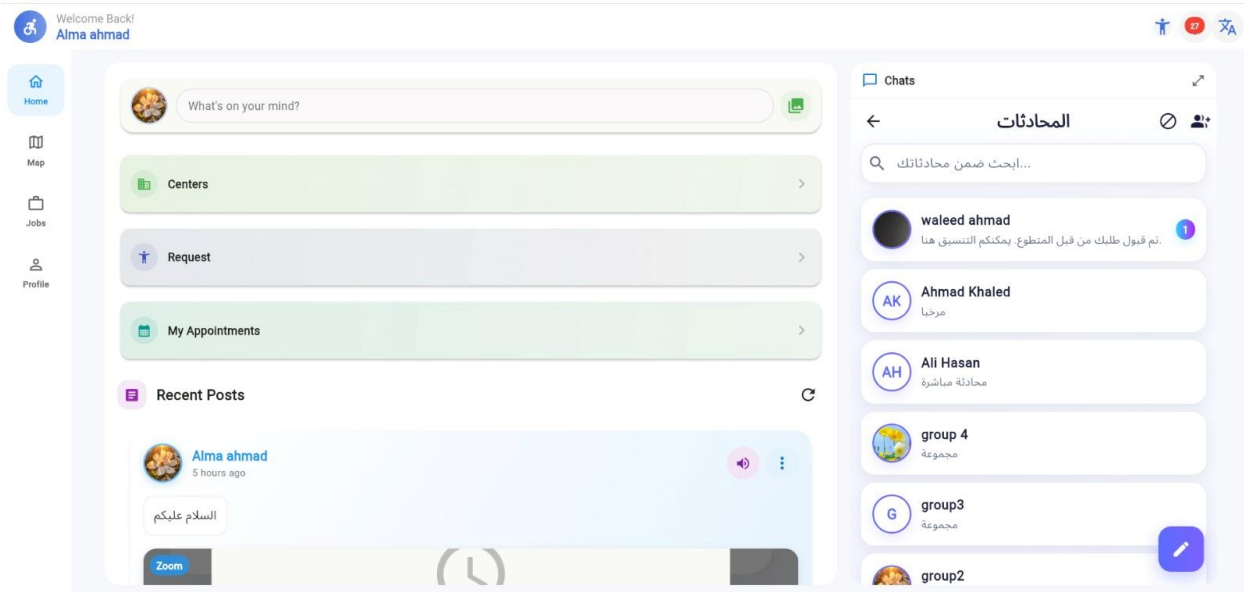 Welcome Back!
Alma ahmad
27
Home
Map
Jobs
Profile
What's on your mind?
Centers
Request
My Appointments
Recent Posts
Alma ahmad
5 hours ago
السلام عليكم
Zoom
Chats
المحادثات
ابحث ضمن محادثاتك...
waleed ahmad
تم قبول طلبك من قبل المتطوع. يمكنكم التنسيق هنا.
1
AK
Ahmad Khaled
مرحبا
AH
Ali Hasan
محادثة مباشرة
group 4
مجموعة
G
group3
مجموعة
group2